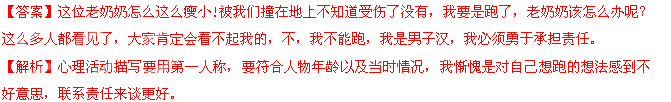 【答案】这位老奶奶怎么这么瘦小!被我们撞在地上不知道受伤了没有，我要是跑了，老奶奶该怎么办呢?
这么多人都看见了，大家肯定会看不起我的，不，我不能跑，我是男子汉，我必须勇于承担责任。
【解析】心理活动描写要用第一人称，要符合人物年龄以及当时情况，我惭愧是对自己想跑的想法感到不
好意思，联系责任来谈更好。